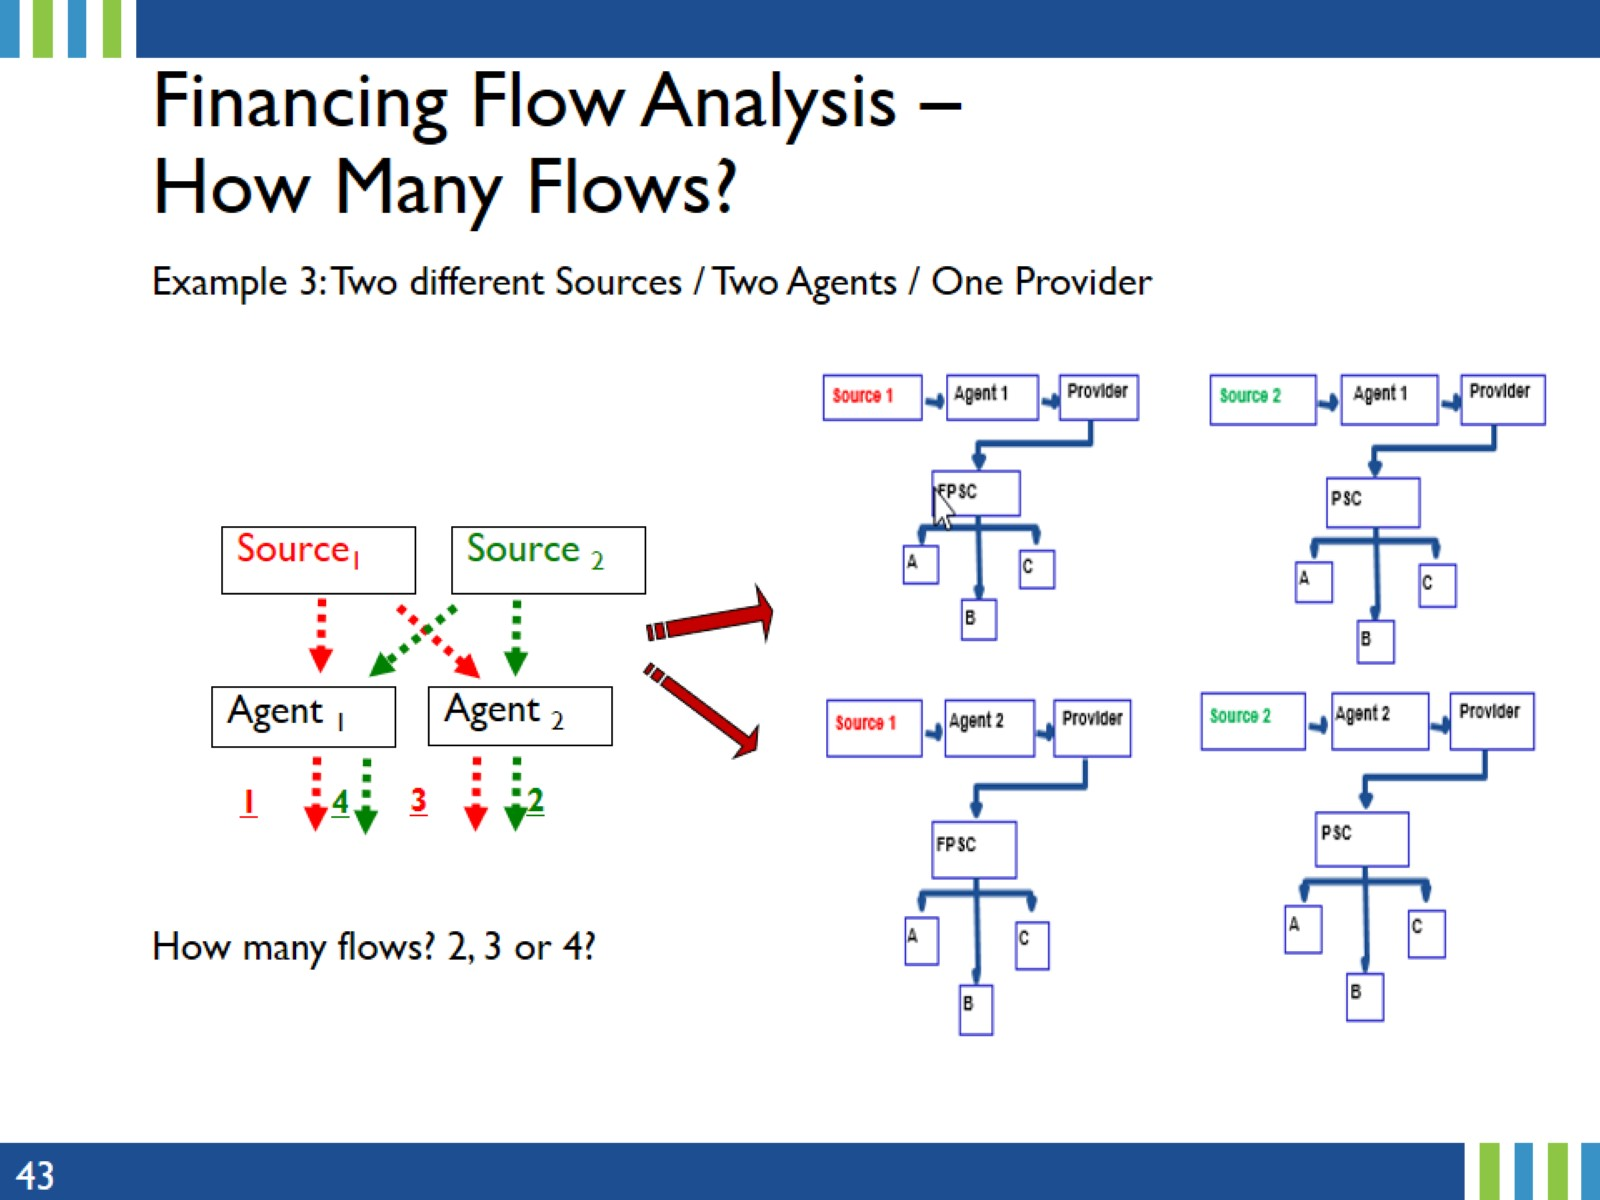 Financing Flow Analysis –
How Many Flows?
Example 3: Two different Sources / Two Agents / One Provider
Source 1
Source 2
Agent 1
Agent 2
1
4
3
2
How many flows? 2, 3 or 4?
Source 1
Agent 1
Provider
FPSC
A
C
B
Source 2
Agent 1
Provider
PSC
A
C
B
Source 1
Agent 2
Provider
FPSC
A
C
B
Source 2
Agent 2
Provider
PSC
A
C
B
43